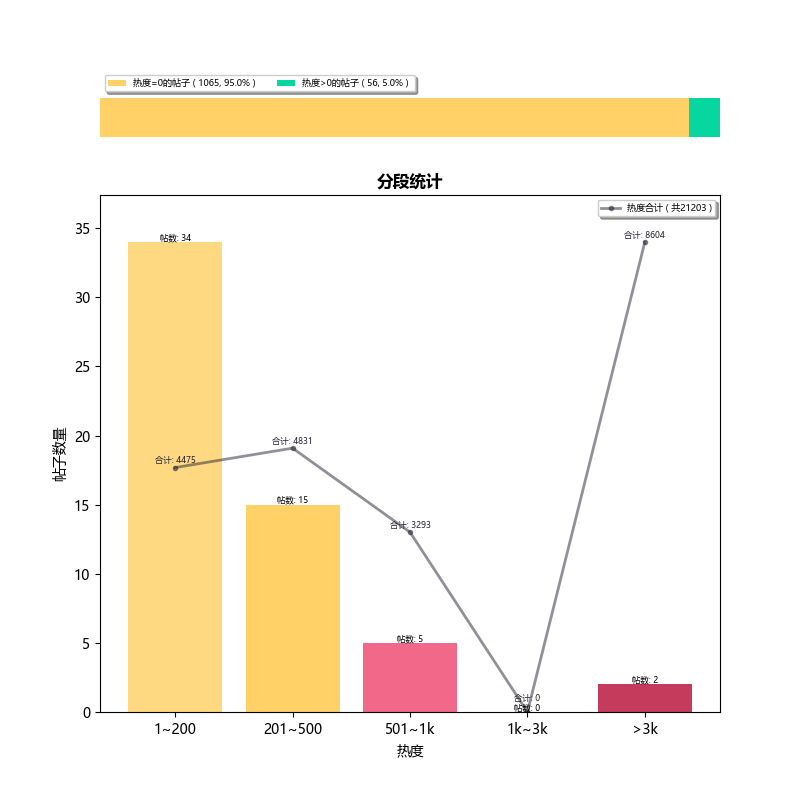 热度=0的帖子 ( 1065, 95.0% )  热度>0的帖子 ( 56, 5.0% )
分段统计
热度合计 ( 共21203 )
合计: 8604
帖数: 34
合计: 4475
合计: 4831
帖数: 15
合计: 3293
帖数: 5
合计: 0
帖数: 0
帖数: 2
35
30
25
20
15
10
5
0
帖子数量
1~200  201~500  501~1k  1k~3k  >3k
热度